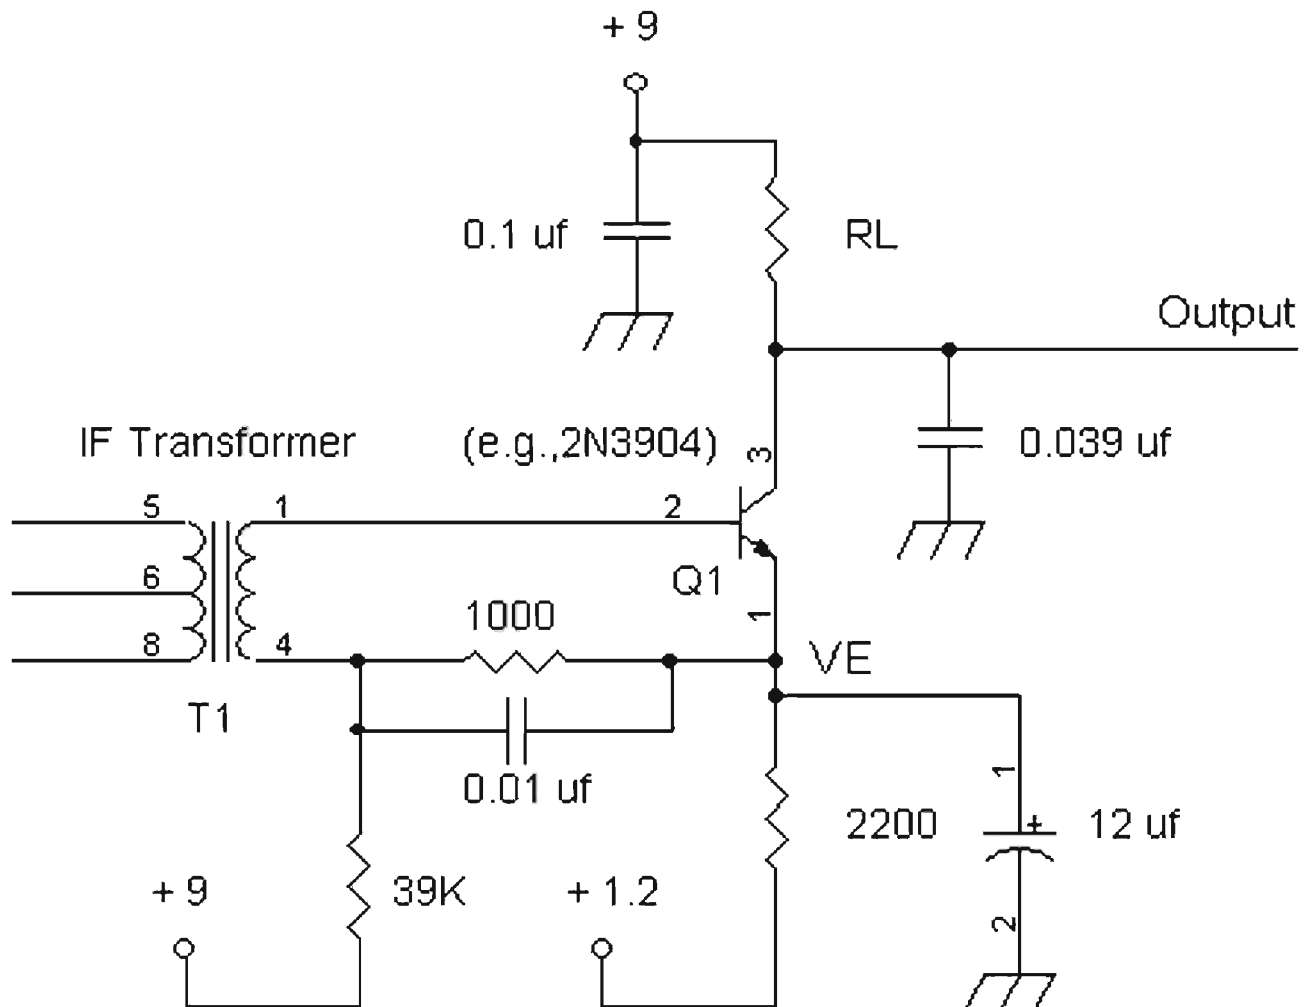 + 9
0.1 uf
RL
Output
IF Transformer
(e.g.,2N3904)
3
0.039 uf
5
1
2
6
Q1
1
1000
8
4
VE
T1
0.01 uf
1
2200
+
12 uf
+ 9
39K
+ 1.2
2